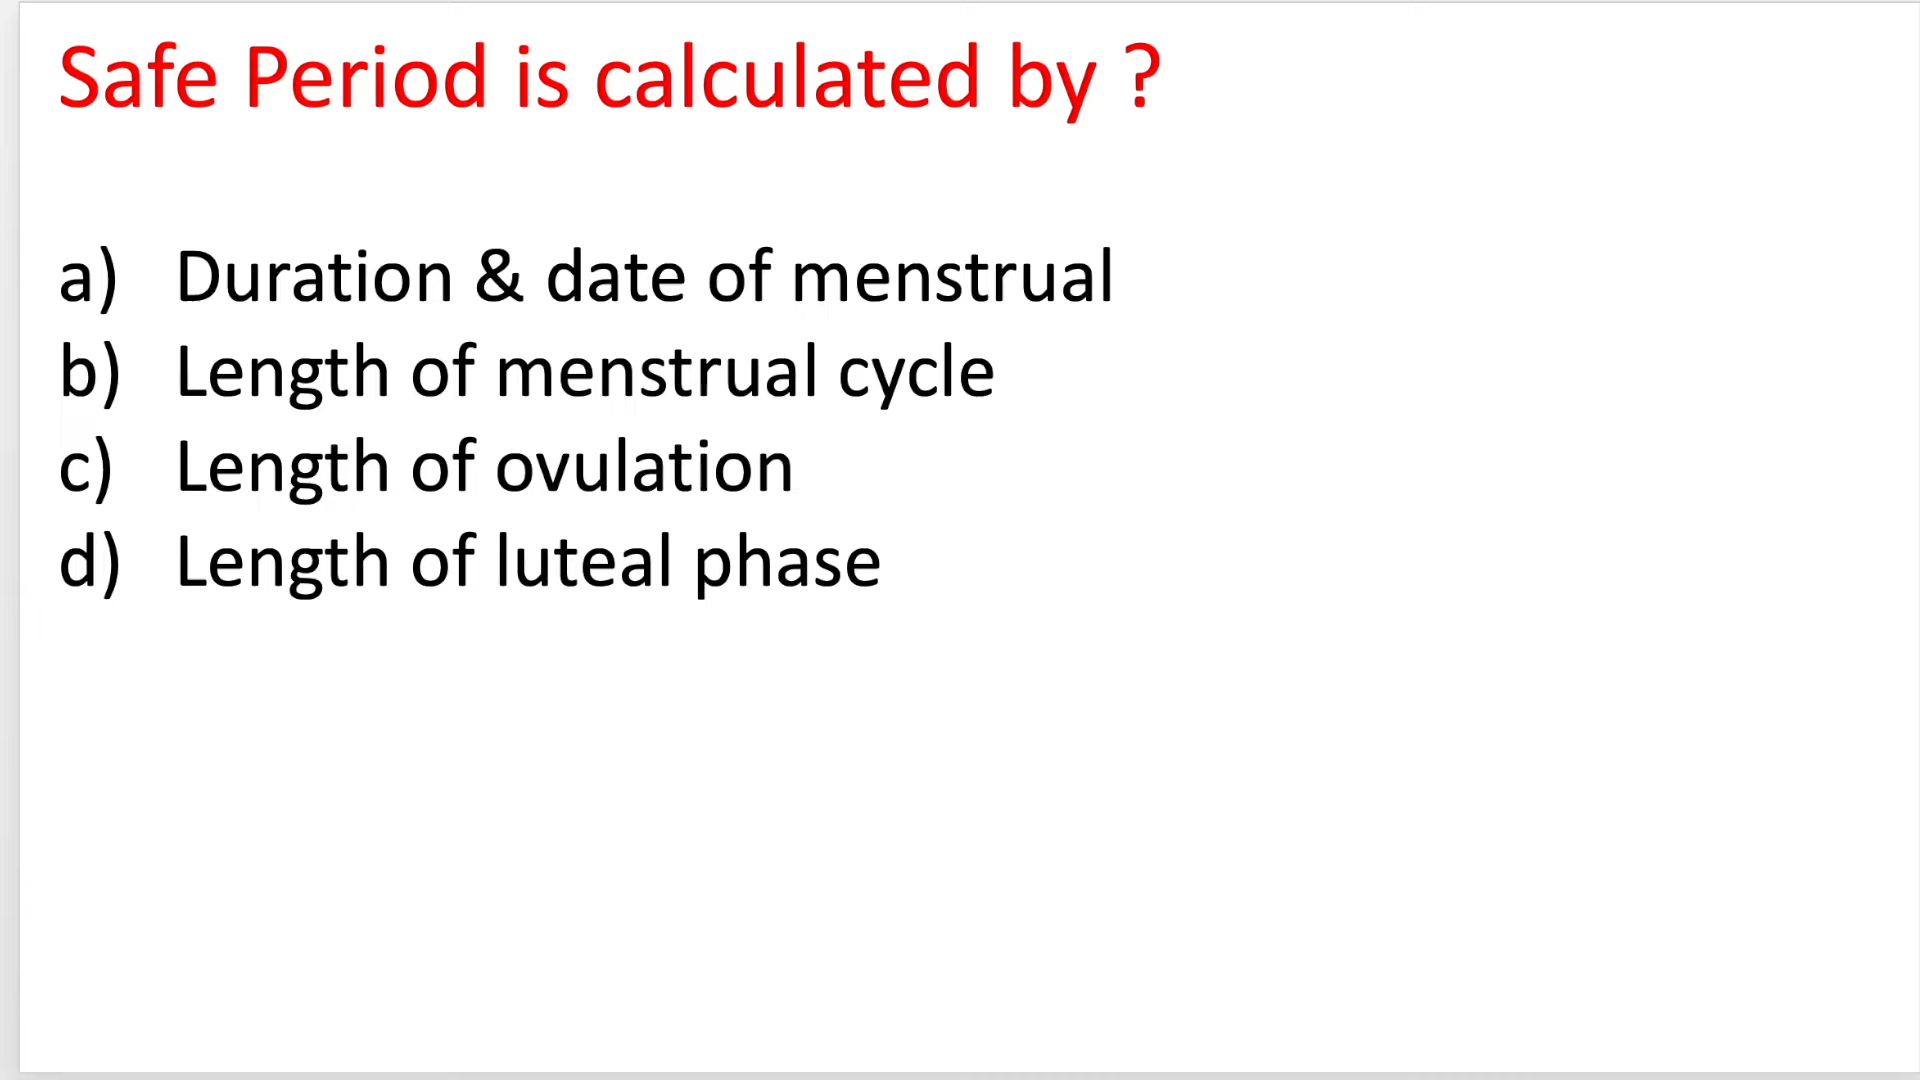 Safe Period is calculated by ?
a) Duration & date of menstrual
b) Length of menstrual cycle
c) Length of ovulation
d) Length of luteal phase